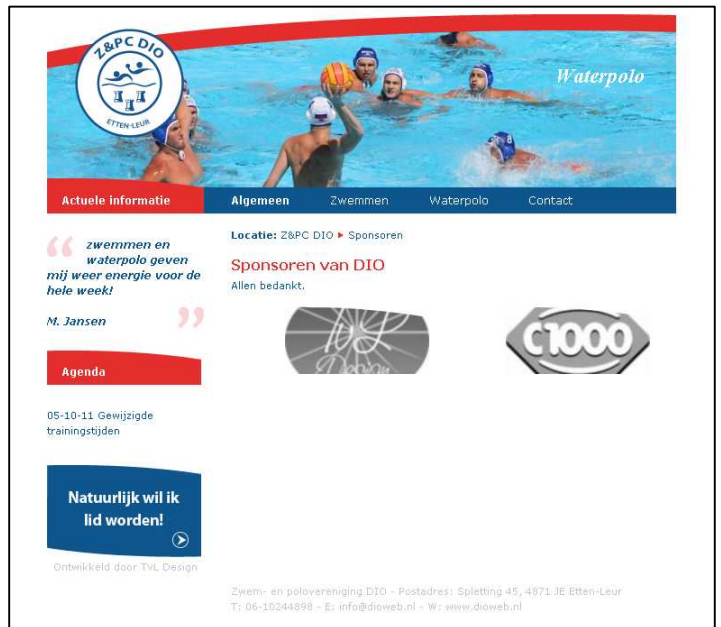 Z&PC DIO
ETTEN-LEUR
Waterpolo
Actuele informatie
Algemeen Zwemmen Waterpolo Contact
Locatie: Z&PC DIO ▸ Sponsoren
“ zwemmen en
waterpolo geven
mij weer energie voor de
hele week!
M. Jansen ”
Sponsoren van DIO
Allen bedankt.
TvL
Design
C1000
Agenda
05-10-11 Gewijzigde
trainingstijden
Natuurlijk wil ik
lid worden!
Ontwikkeld door TvL Design
Zwem- en polovereniging DIO - Postadres: Spletting 45, 4871 JE Etten-Leur
T: 06-10244898 - E: info@dioweb.nl - W: www.dioweb.nl